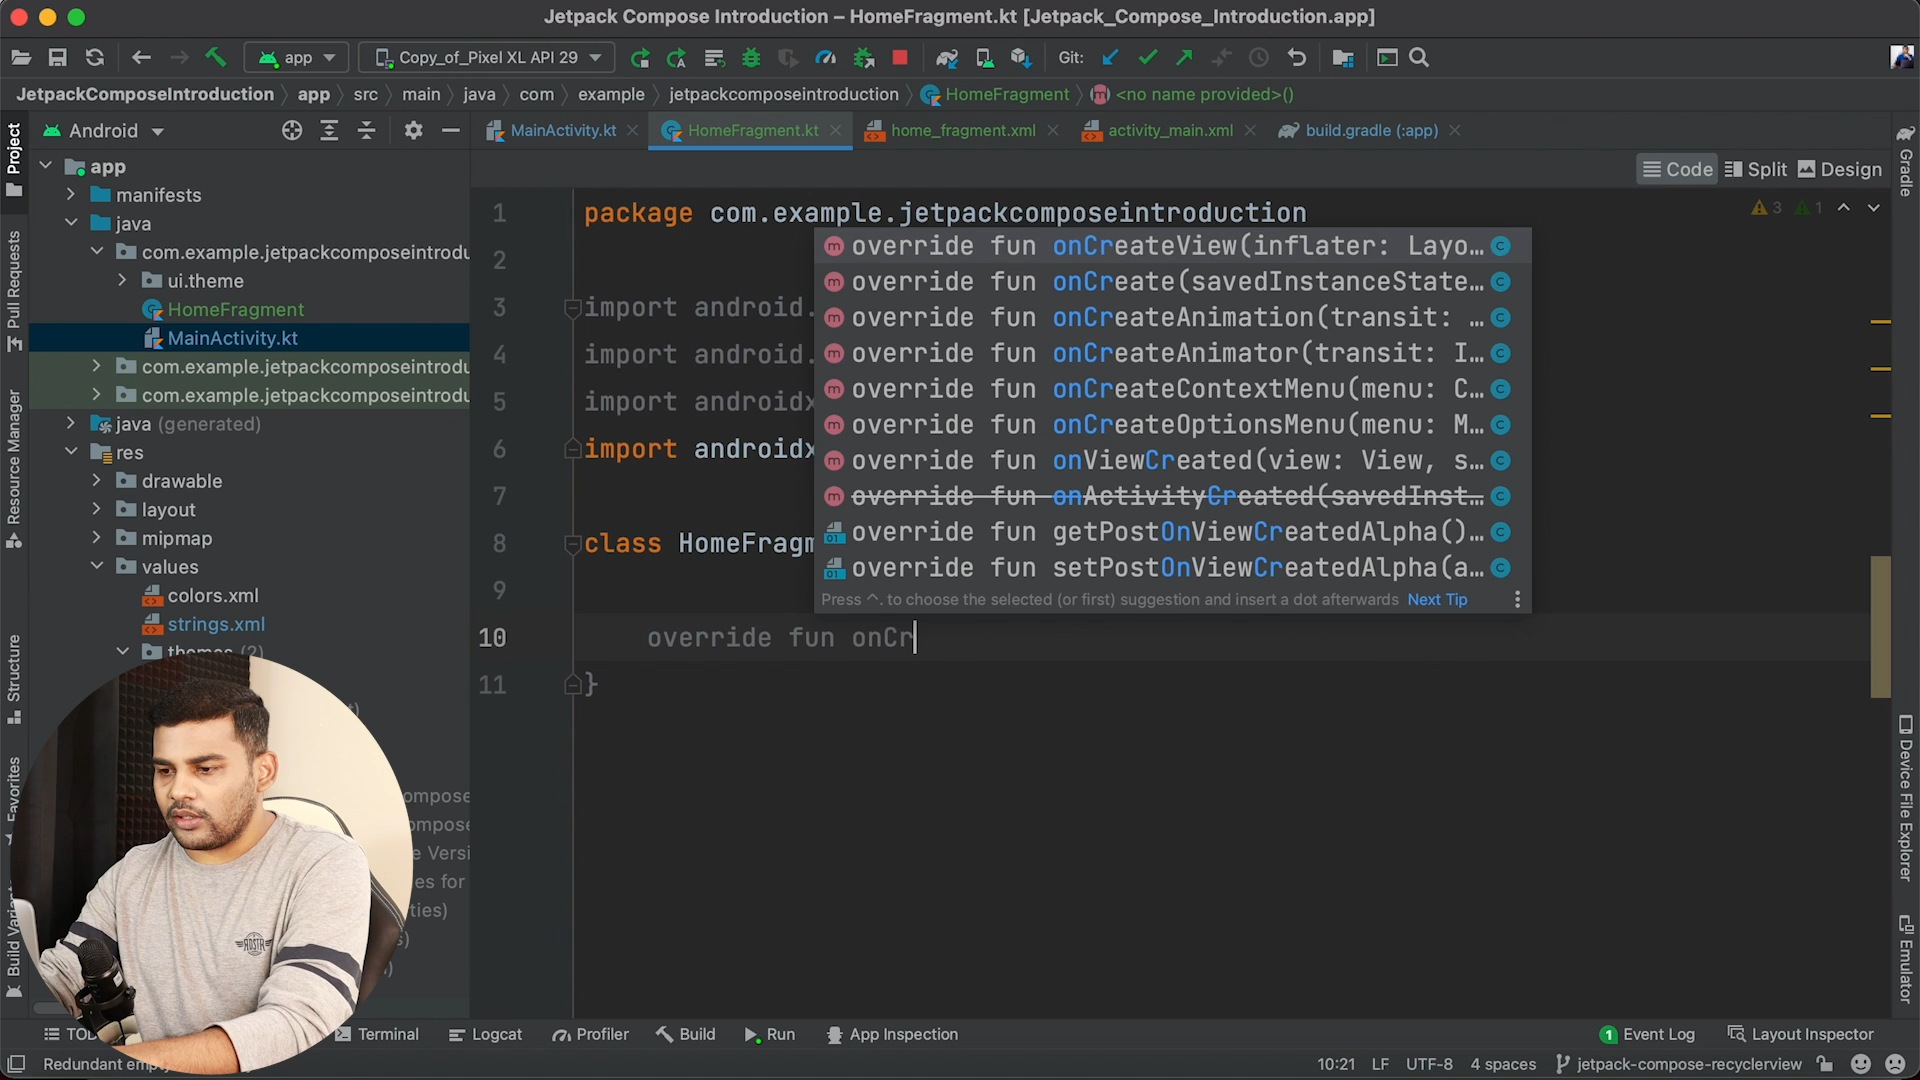 Jetpack Compose Introduction – HomeFragment.kt [Jetpack_Compose_Introduction.app]
app
Copy_of_Pixel XL API 29
Git:
JetpackComposeIntroduction app src main java com example jetpackcomposeintroduction HomeFragment <no name provided>()
Android
MainActivity.kt
HomeFragment.kt
home_fragment.xml
activity_main.xml
build.gradle (:app)
Code
Split
Design
3
1
Project
Pull Requests
Resource Manager
Structure
Favorites
Gradle
Device File Explorer
Emulator
app
manifests
java
com.example.jetpackcomposeintrodu
ui.theme
HomeFragment
MainActivity.kt
com.example.jetpackcomposeintrodu
com.example.jetpackcomposeintrodu
java (generated)
res
drawable
layout
mipmap
values
colors.xml
strings.xml
themes (2)
1 package com.example.jetpackcomposeintroduction
2
3 import android.
4 import android.
5 import androidx
6 import androidx
7
8 class HomeFragm
9
10 override fun onCr
11 }
override fun onCreateView(inflater: Layo…
override fun onCreate(savedInstanceState…
override fun onCreateAnimation(transit: …
override fun onCreateAnimator(transit: I…
override fun onCreateContextMenu(menu: C…
override fun onCreateOptionsMenu(menu: M…
override fun onViewCreated(view: View, s…
override fun onActivityCreated(savedInst…
override fun getPostOnViewCreatedAlpha()…
override fun setPostOnViewCreatedAlpha(a…
Press ^. to choose the selected (or first) suggestion and insert a dot afterwards Next Tip
RDSTR
Terminal
Logcat
Profiler
Build
Run
App Inspection
1 Event Log
Layout Inspector
10:21 LF UTF-8 4 spaces jetpack-compose-recyclerview